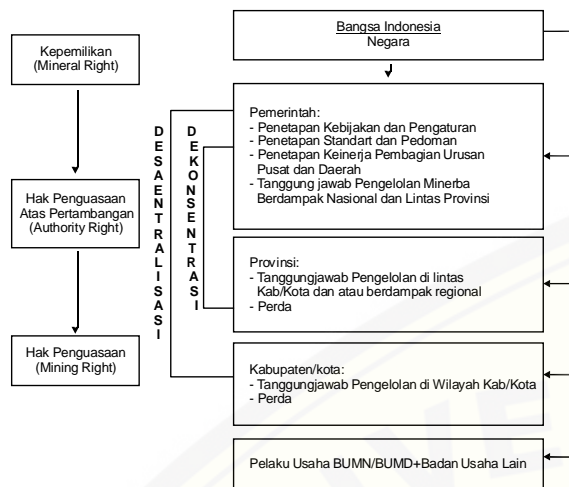 Kepemilikan
(Mineral Right)
Hak Penguasaan
Atas Pertambangan
(Authority Right)
Hak Penguasaan
(Mining Right)
DESAENTRALISASI
DEKONSENTRASI
Bangsa Indonesia
Negara
Pemerintah:
- Penetapan Kebijakan dan Pengaturan
- Penetapan Standart dan Pedoman
- Penetapan Keinerja Pembagian Urusan
Pusat dan Daerah
- Tanggung jawab Pengelolan Minerba
Berdampak Nasional dan Lintas Provinsi
Provinsi:
- Tanggungjawab Pengelolan di lintas
Kab/Kota dan atau berdampak regional
- Perda
Kabupaten/kota:
- Tanggungjawab Pengelolan di Wilayah Kab/Kota
- Perda
Pelaku Usaha BUMN/BUMD+Badan Usaha Lain